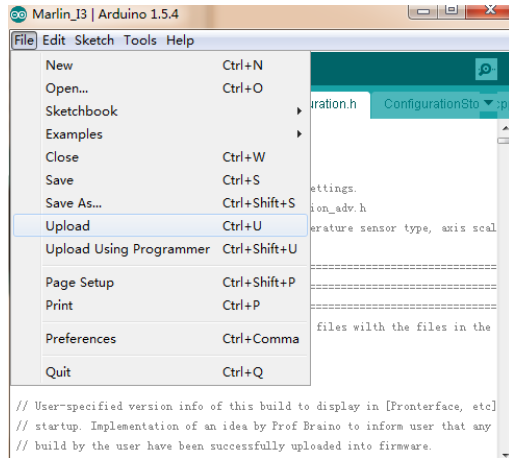 Marlin_I3 | Arduino 1.5.4
File Edit Sketch Tools Help
New Ctrl+N
Open... Ctrl+O
Sketchbook
Examples
Close Ctrl+W
Save Ctrl+S
Save As... Ctrl+Shift+S
Upload Ctrl+U
Upload Using Programmer Ctrl+Shift+U
Page Setup Ctrl+Shift+P
Print Ctrl+P
Preferences Ctrl+Comma
Quit Ctrl+Q
uration.h ConfigurationSto :p
ettings.
ion_adv.h
erature sensor type, axis scal
==============================
==============================
==============================
files wilth the files in the
// User-specified version info of this build to display in [Pronterface, etc]
// startup. Implementation of an idea by Prof Braino to inform user that any
// build by the user have been successfully uploaded into firmware.